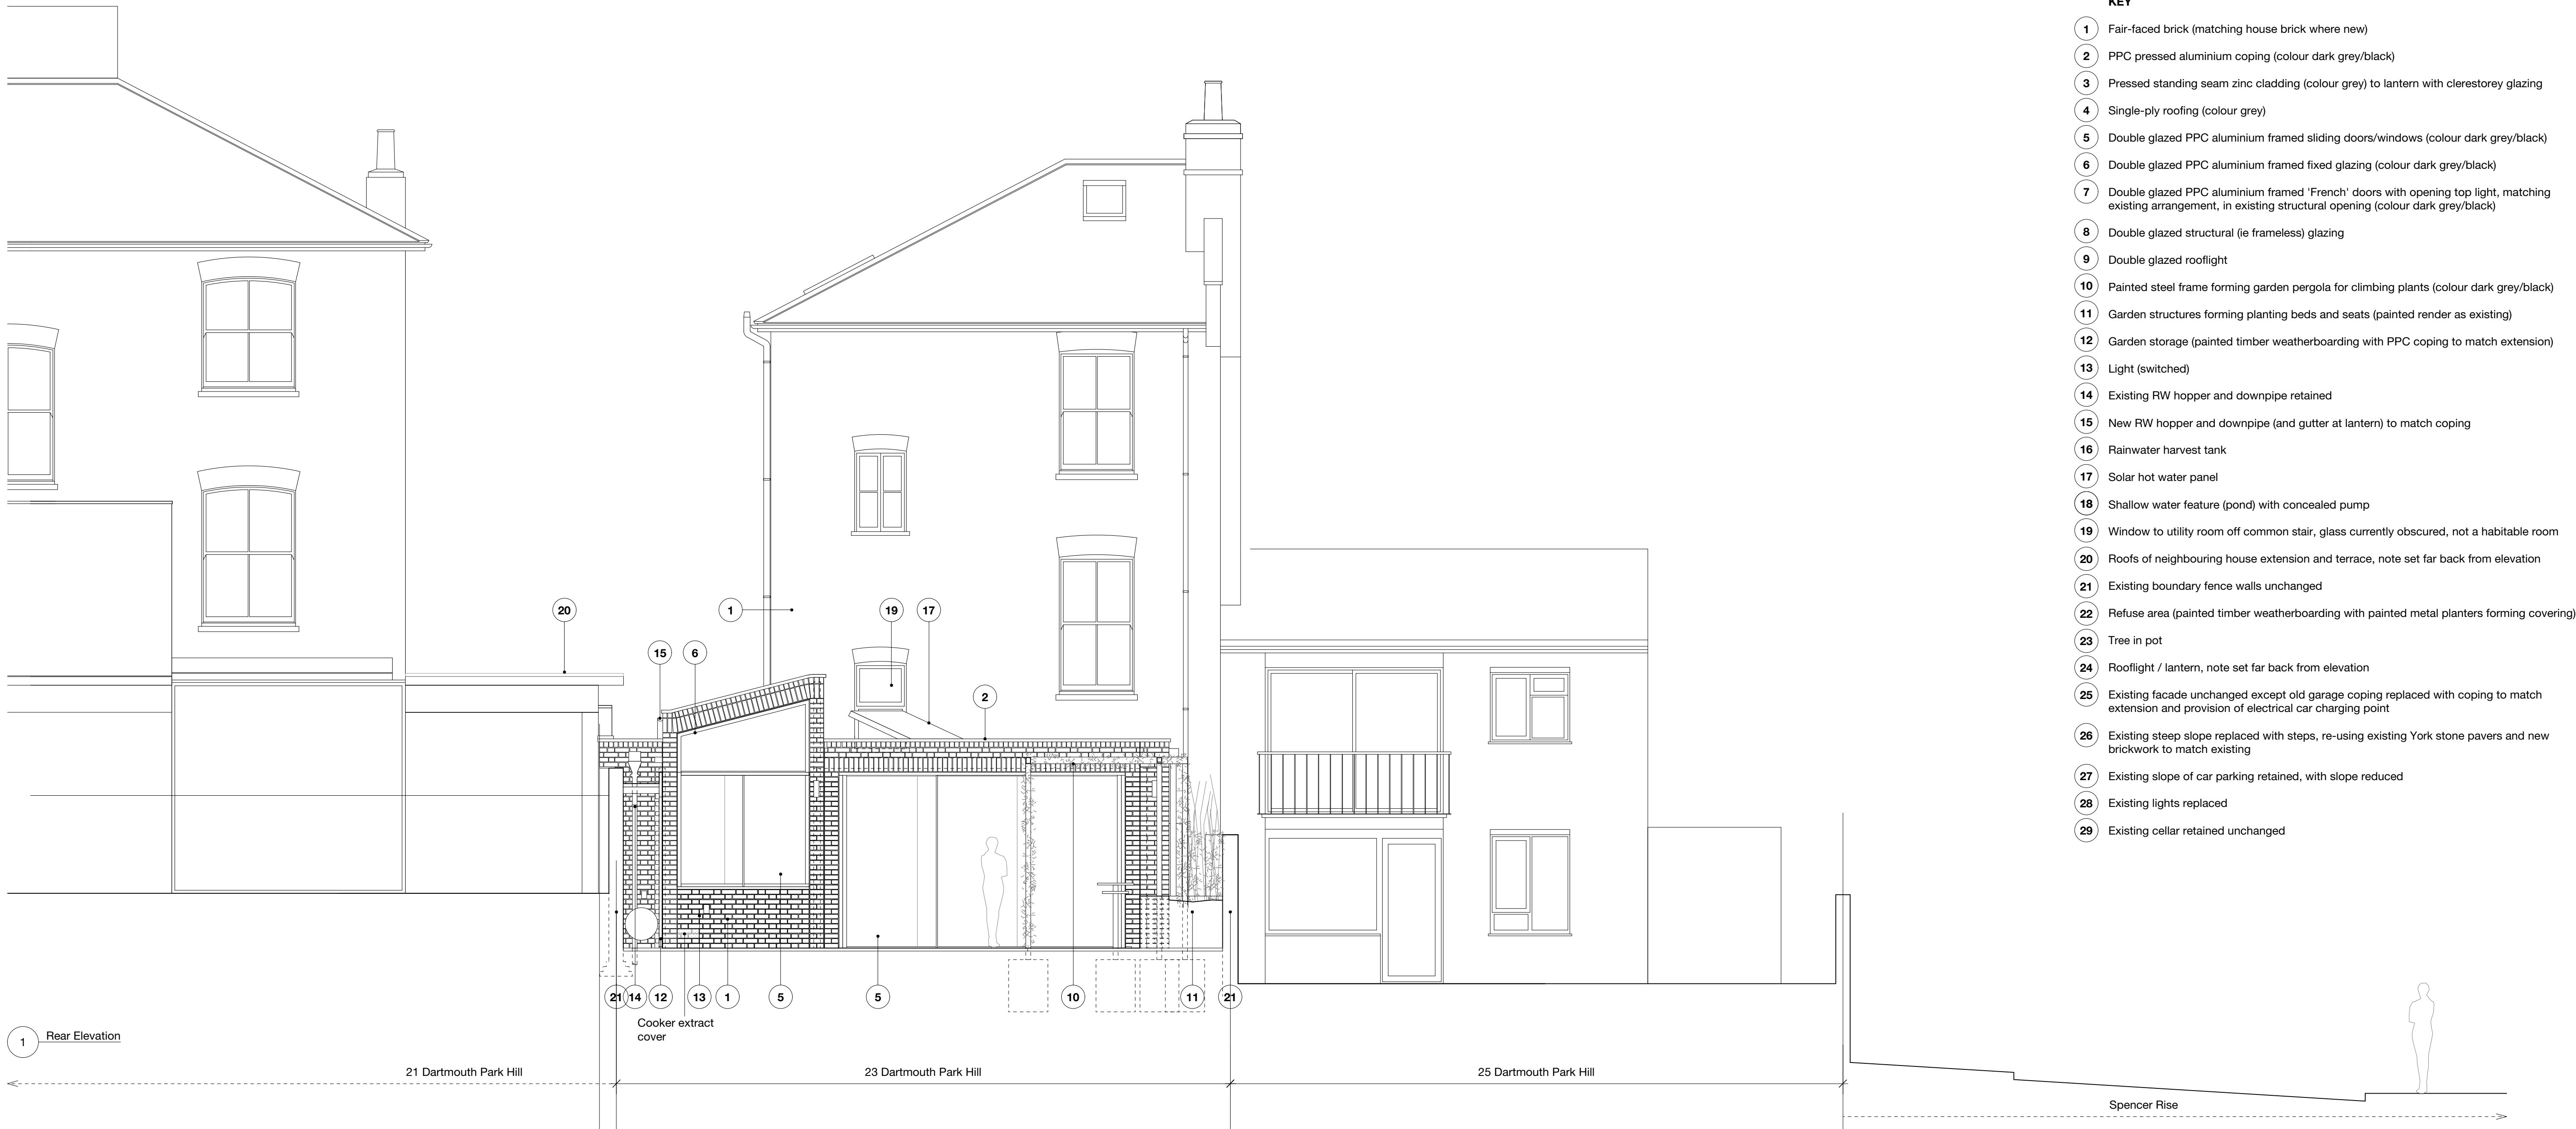 KEY
1 Fair-faced brick (matching house brick where new)
2 PPC pressed aluminium coping (colour dark grey/black)
3 Pressed standing seam zinc cladding (colour grey) to lantern with clerestorey glazing
4 Single-ply roofing (colour grey)
5 Double glazed PPC aluminium framed sliding doors/windows (colour dark grey/black)
6 Double glazed PPC aluminium framed fixed glazing (colour dark grey/black)
7 Double glazed PPC aluminium framed 'French' doors with opening top light, matching
existing arrangement, in existing structural opening (colour dark grey/black)
8 Double glazed structural (ie frameless) glazing
9 Double glazed rooflight
10 Painted steel frame forming garden pergola for climbing plants (colour dark grey/black)
11 Garden structures forming planting beds and seats (painted render as existing)
12 Garden storage (painted timber weatherboarding with PPC coping to match extension)
13 Light (switched)
14 Existing RW hopper and downpipe retained
15 New RW hopper and downpipe (and gutter at lantern) to match coping
16 Rainwater harvest tank
17 Solar hot water panel
18 Shallow water feature (pond) with concealed pump
19 Window to utility room off common stair, glass currently obscured, not a habitable room
20 Roofs of neighbouring house extension and terrace, note set far back from elevation
21 Existing boundary fence walls unchanged
22 Refuse area (painted timber weatherboarding with painted metal planters forming covering)
23 Tree in pot
24 Rooflight / lantern, note set far back from elevation
25 Existing facade unchanged except old garage coping replaced with coping to match
extension and provision of electrical car charging point
26 Existing steep slope replaced with steps, re-using existing York stone pavers and new
brickwork to match existing
27 Existing slope of car parking retained, with slope reduced
28 Existing lights replaced
29 Existing cellar retained unchanged
20 1 19 17
15 6
2
21 14 12 13 1 5 5 10 11 21
Cooker extract
cover
1 Rear Elevation
21 Dartmouth Park Hill 23 Dartmouth Park Hill 25 Dartmouth Park Hill
Spencer Rise